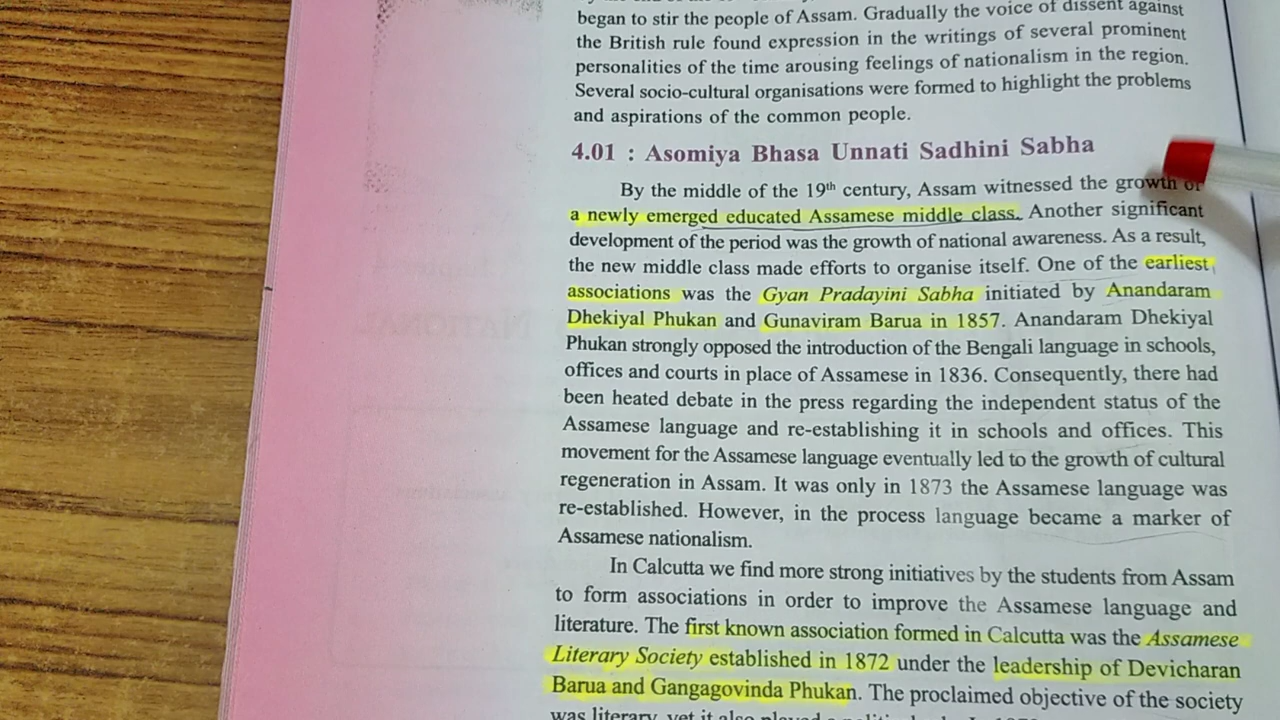 began to stir the people of Assam. Gradually the voice of dissent against
the British rule found expression in the writings of several prominent
personalities of the time arousing feelings of nationalism in the region.
Several socio-cultural organisations were formed to highlight the problems
and aspirations of the common people.
4.01 : Asomiya Bhasa Unnati Sadhini Sabha
By the middle of the 19th century, Assam witnessed the growth of
a newly emerged educated Assamese middle class. Another significant
development of the period was the growth of national awareness. As a result,
the new middle class made efforts to organise itself. One of the earliest
associations was the Gyan Pradayini Sabha initiated by Anandaram
Dhekiyal Phukan and Gunaviram Barua in 1857. Anandaram Dhekiyal
Phukan strongly opposed the introduction of the Bengali language in schools,
offices and courts in place of Assamese in 1836. Consequently, there had
been heated debate in the press regarding the independent status of the
Assamese language and re-establishing it in schools and offices. This
movement for the Assamese language eventually led to the growth of cultural
regeneration in Assam. It was only in 1873 the Assamese language was
re-established. However, in the process language became a marker of
Assamese nationalism.
In Calcutta we find more strong initiatives by the students from Assam
to form associations in order to improve the Assamese language and
literature. The first known association formed in Calcutta was the Assamese
Literary Society established in 1872 under the leadership of Devicharan
Barua and Gangagovinda Phukan. The proclaimed objective of the society
was literary, yet it also played a